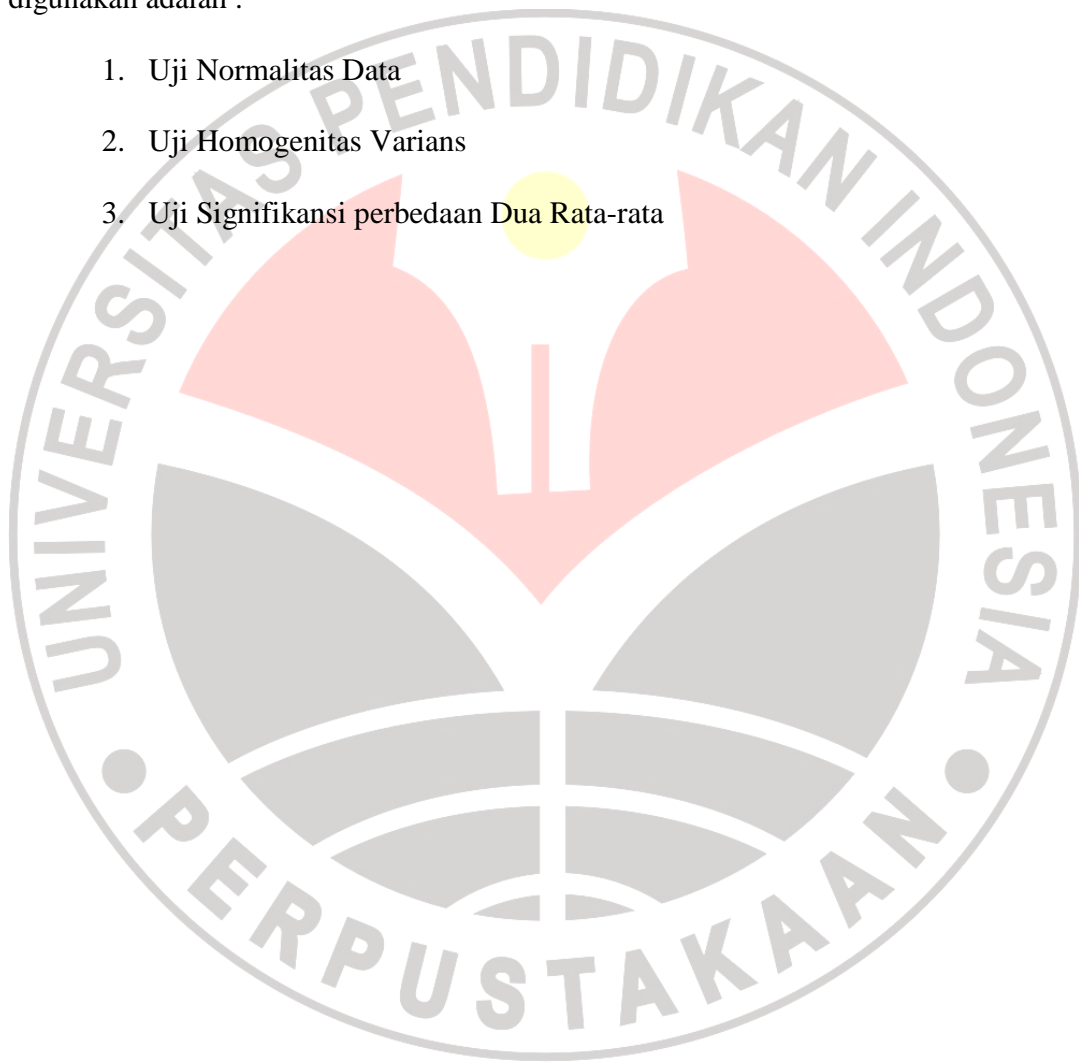 digunakan adalah :
1. Uji Normalitas Data
2. Uji Homogenitas Varians
3. Uji Signifikansi perbedaan Dua Rata-rata
UNIVERSITAS PENDIDIKAN INDONESIA
PERPUSTAKAAN